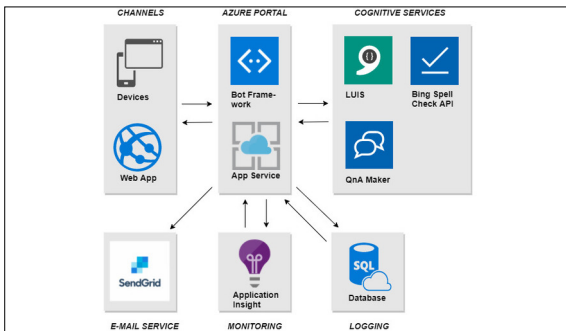 CHANNELS
AZURE PORTAL
COGNITIVE SERVICES
Devices
Bot Frame-
work
LUIS
Bing Spell
Check API
Web App
App Service
QnA Maker
SendGrid
Application
Insight
SQL
Database
E-MAIL SERVICE
MONITORING
LOGGING